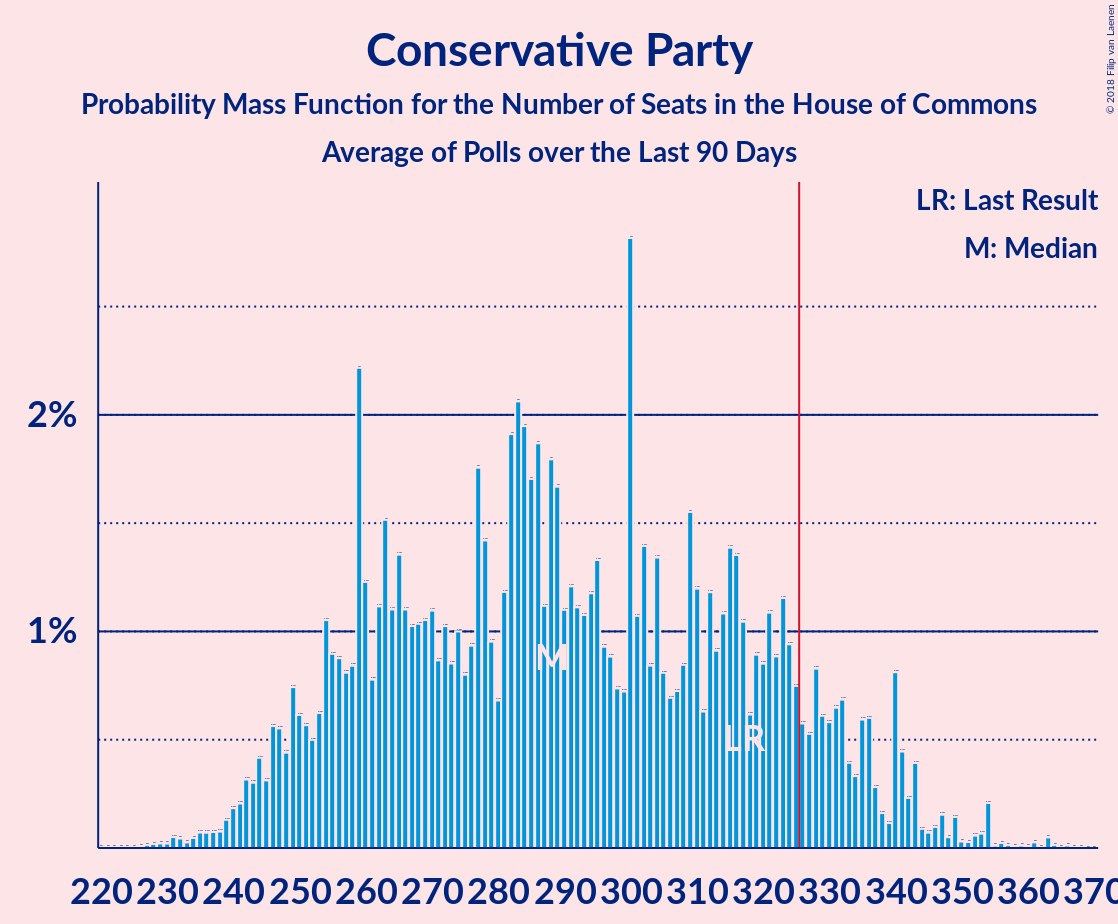 Conservative Party
Probability Mass Function for the Number of Seats in the House of Commons
Average of Polls over the Last 90 Days
© 2018 Filip van Laenen
LR: Last Result
M: Median
2%
1%
M
LR
220 230 240 250 260 270 280 290 300 310 320 330 340 350 360 370